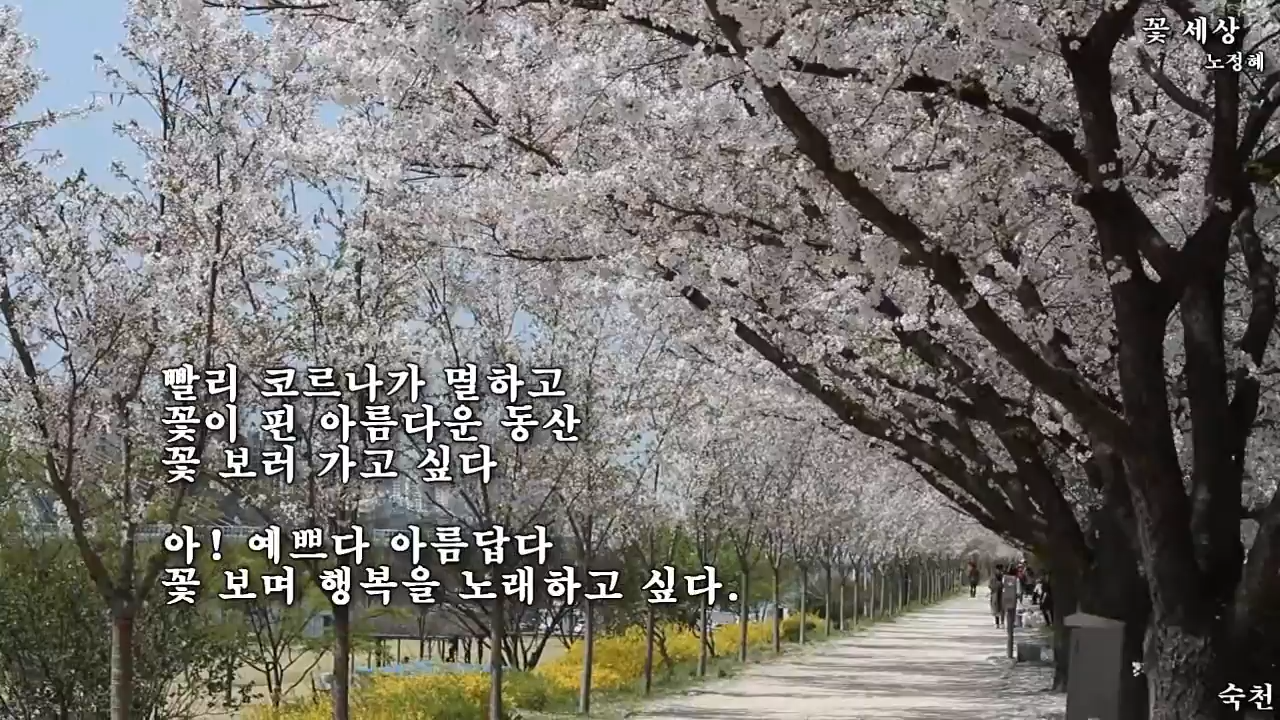 꽃 세상
노정혜
빨리 코르나가 멸하고
꽃이 핀 아름다운 동산
꽃 보러 가고 싶다
아! 예쁘다 아름답다
꽃 보며 행복을 노래하고 싶다.
숙천